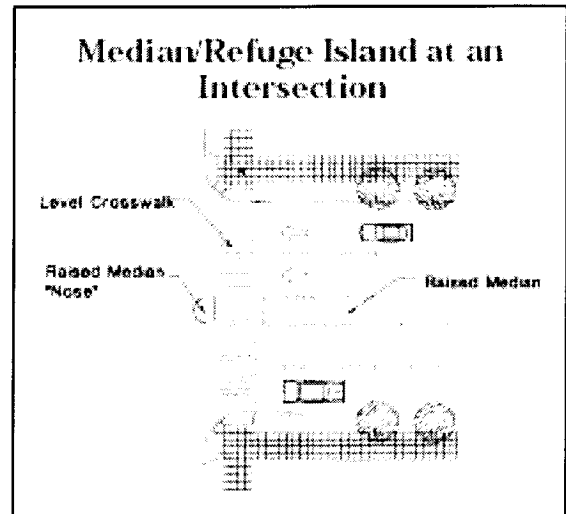 Median/Refuge Island at an
Intersection
Level Crosswalk
Raised Median
"Nose"
Raised Median